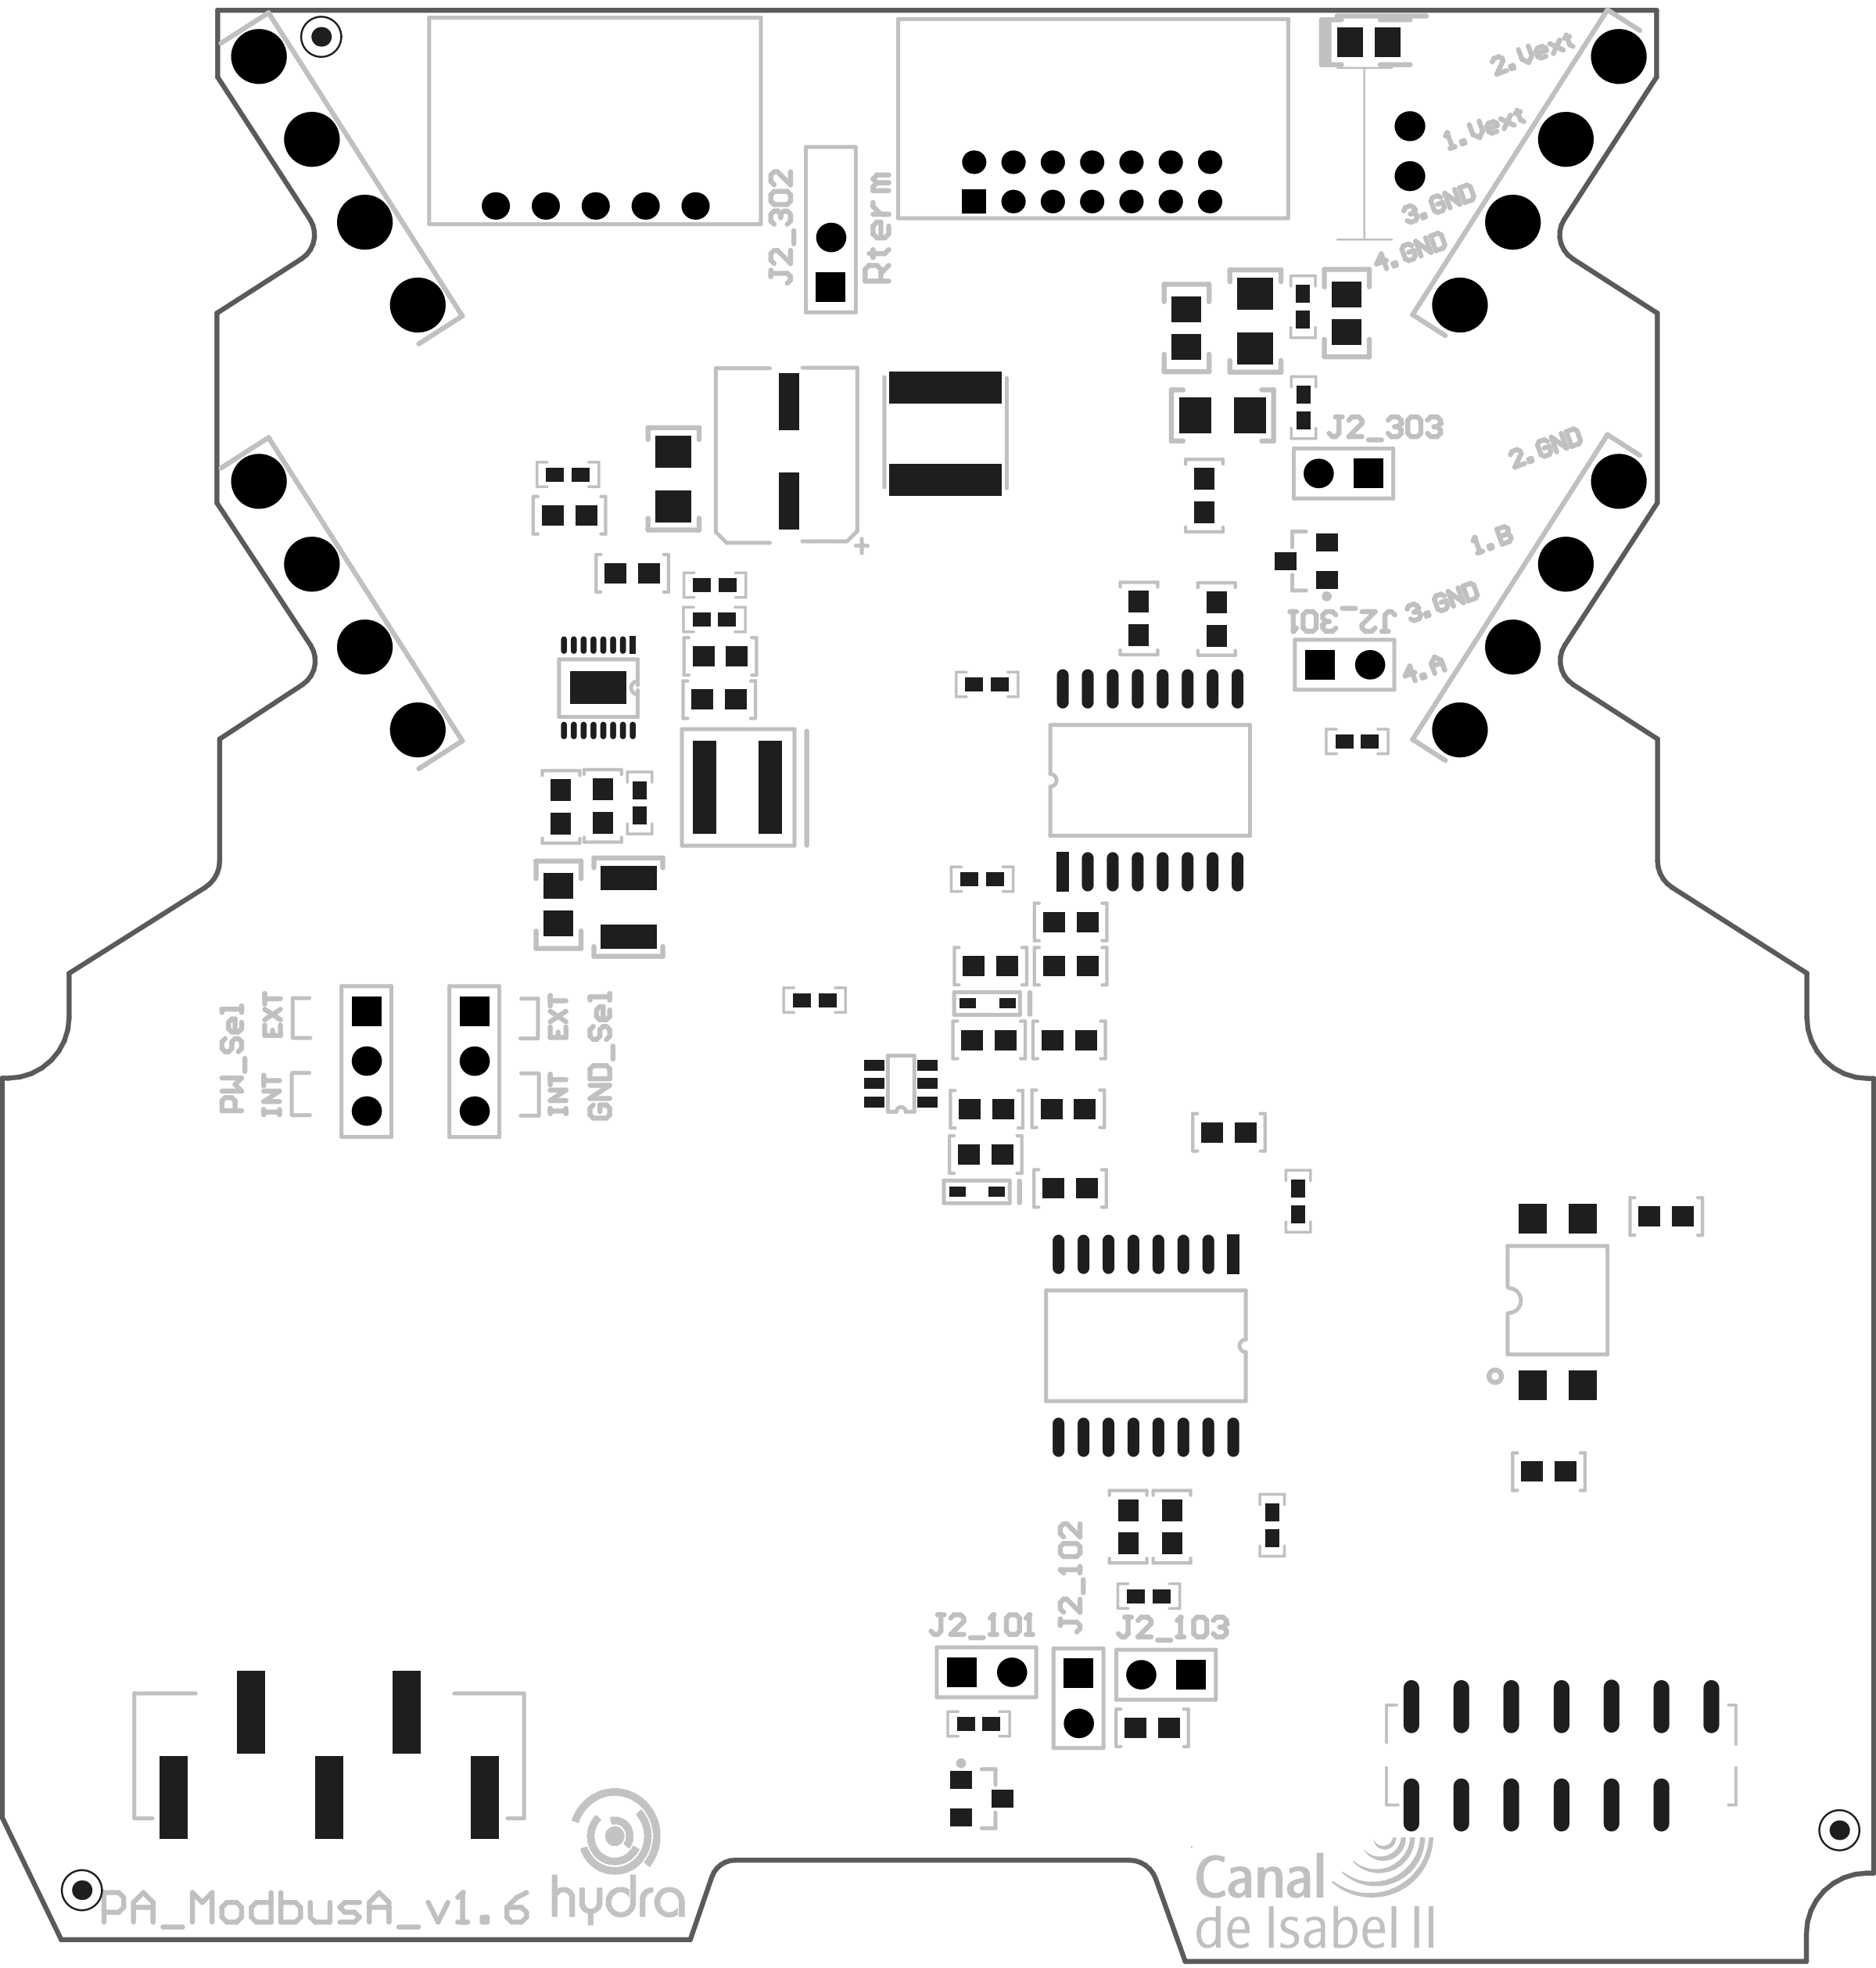 2.Vext
1.Vext
3.GND
4.GND
J2_302
Rterm
J2_303
2.GND
1.B
J2_301
3.GND
4.A
PW_Sel
EXT
INT
EXT
INT
GND_Sel
J2_102
J2_101
J2_103
PA_ModbusA_v1.6
hydra
Canal
de Isabel II